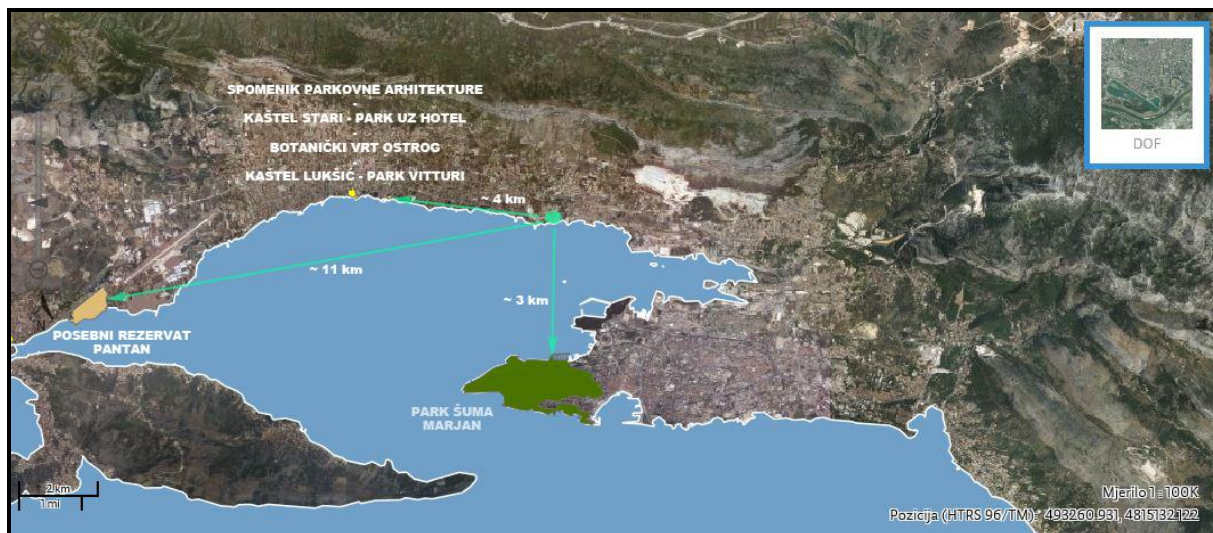 SPOMENIK PARKOVNE ARHITEKTURE
-
KAŠTEL STARI - PARK UZ HOTEL
-
BOTANIČKI VRT OSTROG
-
KAŠTEL LUKŠIĆ - PARK VITTURI
~ 4 km
~ 11 km
~ 3 km
POSEBNI REZERVAT
PANTAN
PARK ŠUMA
MARJAN
DOF
N
2 km
1 mi
Mjerilo 1 : 100K
Pozicija (HTRS 96/TM): 493260.931, 4815132.122